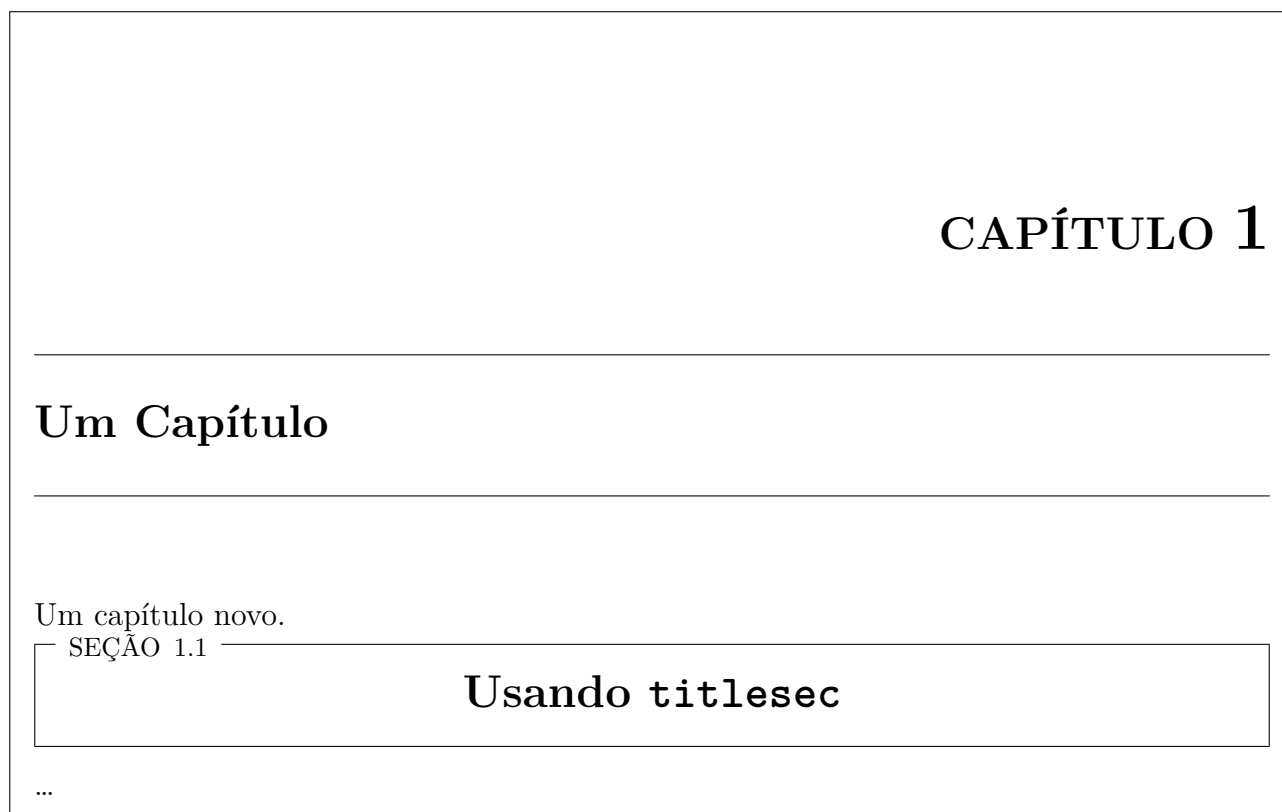 CAPÍTULO 1
Um Capítulo
Um capítulo novo.
SEÇÃO 1.1
Usando titlesec
...